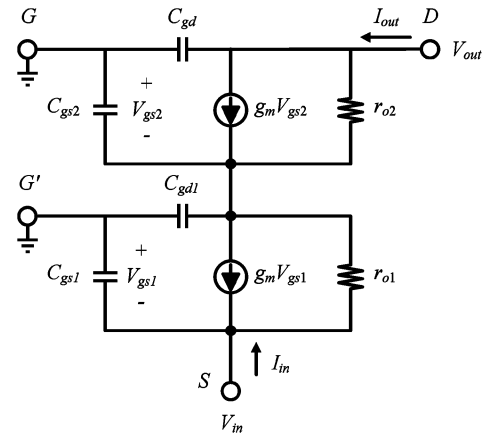 G
C_gd
I_out
D
V_out
C_gs2
+
V_gs2
-
g_mV_gs2
r_o2
G'
C_gd1
C_gs1
+
V_gs1
-
g_mV_gs1
r_o1
S
I_in
V_in